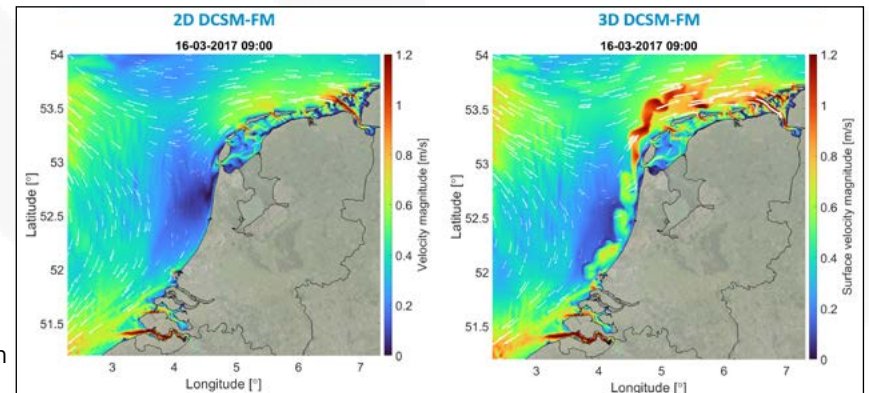 2D DCSM-FM
16-03-2017 09:00
54
53.5
53
52.5
52
51.5
Latitude [°]
3 4 5 6 7
Longitude [°]
1.2
1
0.8
0.6
0.4
0.2
0
Velocity magnitude [m/s]
3D DCSM-FM
16-03-2017 09:00
54
53.5
53
52.5
52
51.5
Latitude [°]
3 4 5 6 7
Longitude [°]
1.2
1
0.8
0.6
0.4
0.2
0
Surface velocity magnitude [m/s]